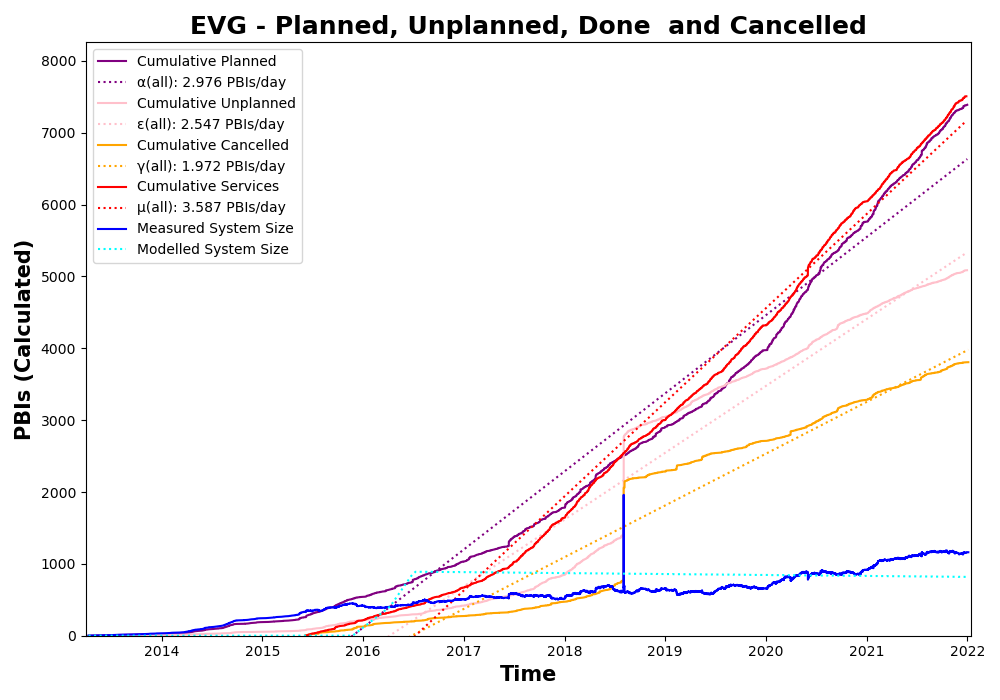 EVG - Planned, Unplanned, Done  and Cancelled
Cumulative Planned
α(all): 2.976 PBIs/day
Cumulative Unplanned
ε(all): 2.547 PBIs/day
Cumulative Cancelled
γ(all): 1.972 PBIs/day
Cumulative Services
μ(all): 3.587 PBIs/day
Measured System Size
Modelled System Size
PBIs (Calculated)
8000
7000
6000
5000
4000
3000
2000
1000
0
2014 2015 2016 2017 2018 2019 2020 2021 2022
Time